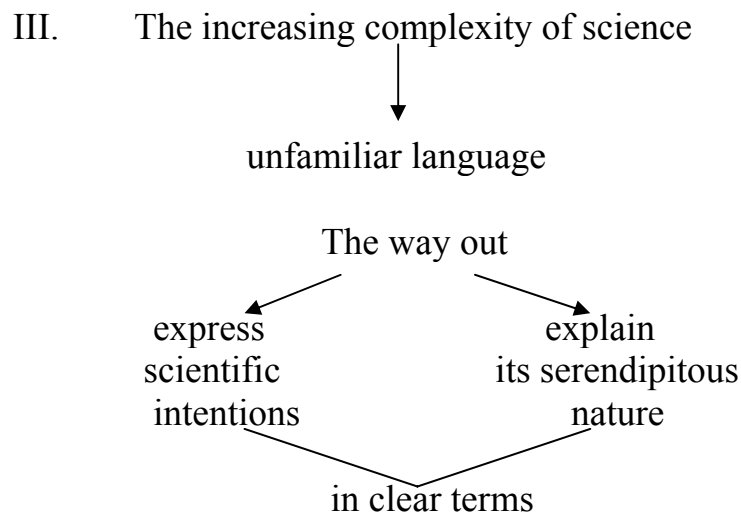 III. The increasing complexity of science
unfamiliar language
The way out
express
scientific
intentions
explain
its serendipitous
nature
in clear terms